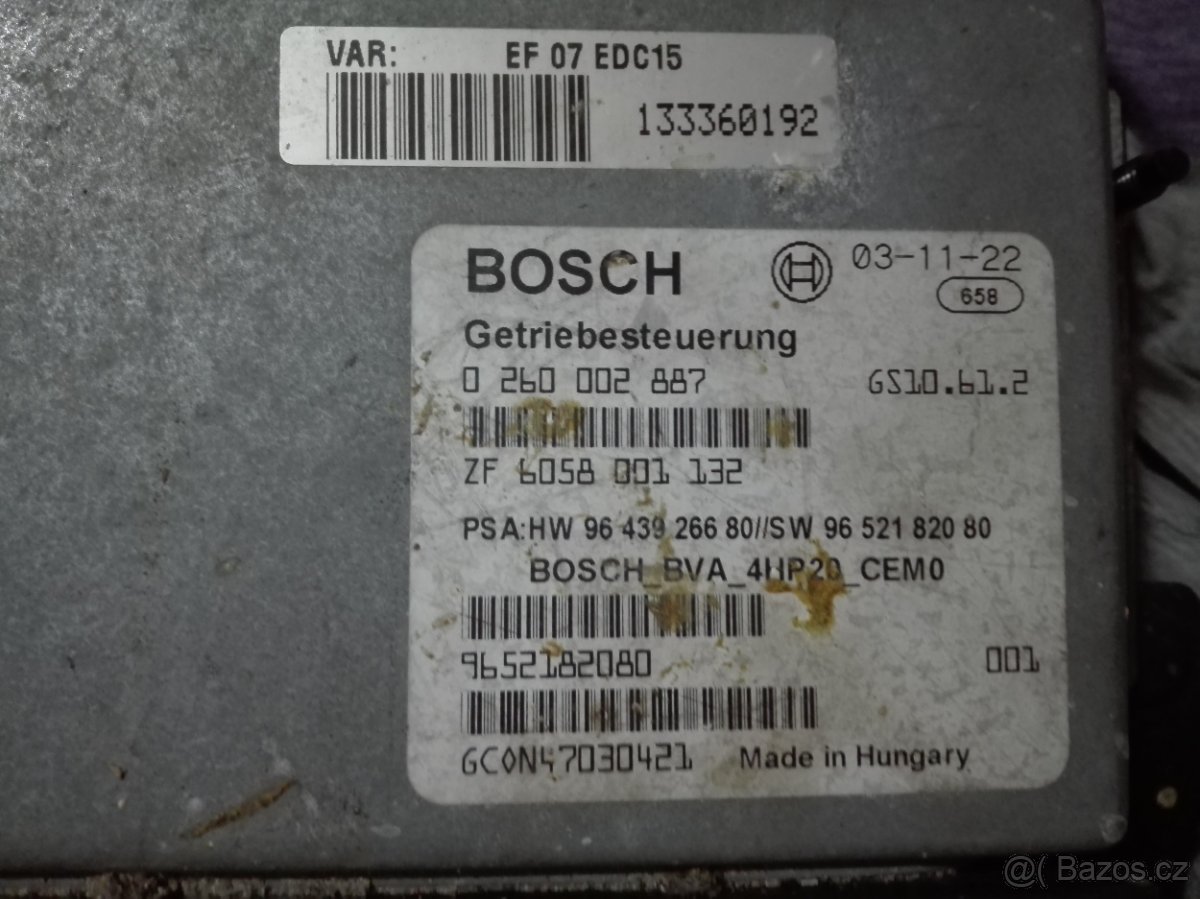 VAR: EF 07 EDC15
133360192
BOSCH 03-11-22
658
Getriebesteuerung
0 260 002 887 GS10.61.2
ZF 6058 001 132
PSA:HW 96 439 266 80//SW 96 521 820 80
BOSCH_BVA_4HP20_CEM0
9652182080 001
GC0N47030421 Made in Hungary
@( Bazos.cz